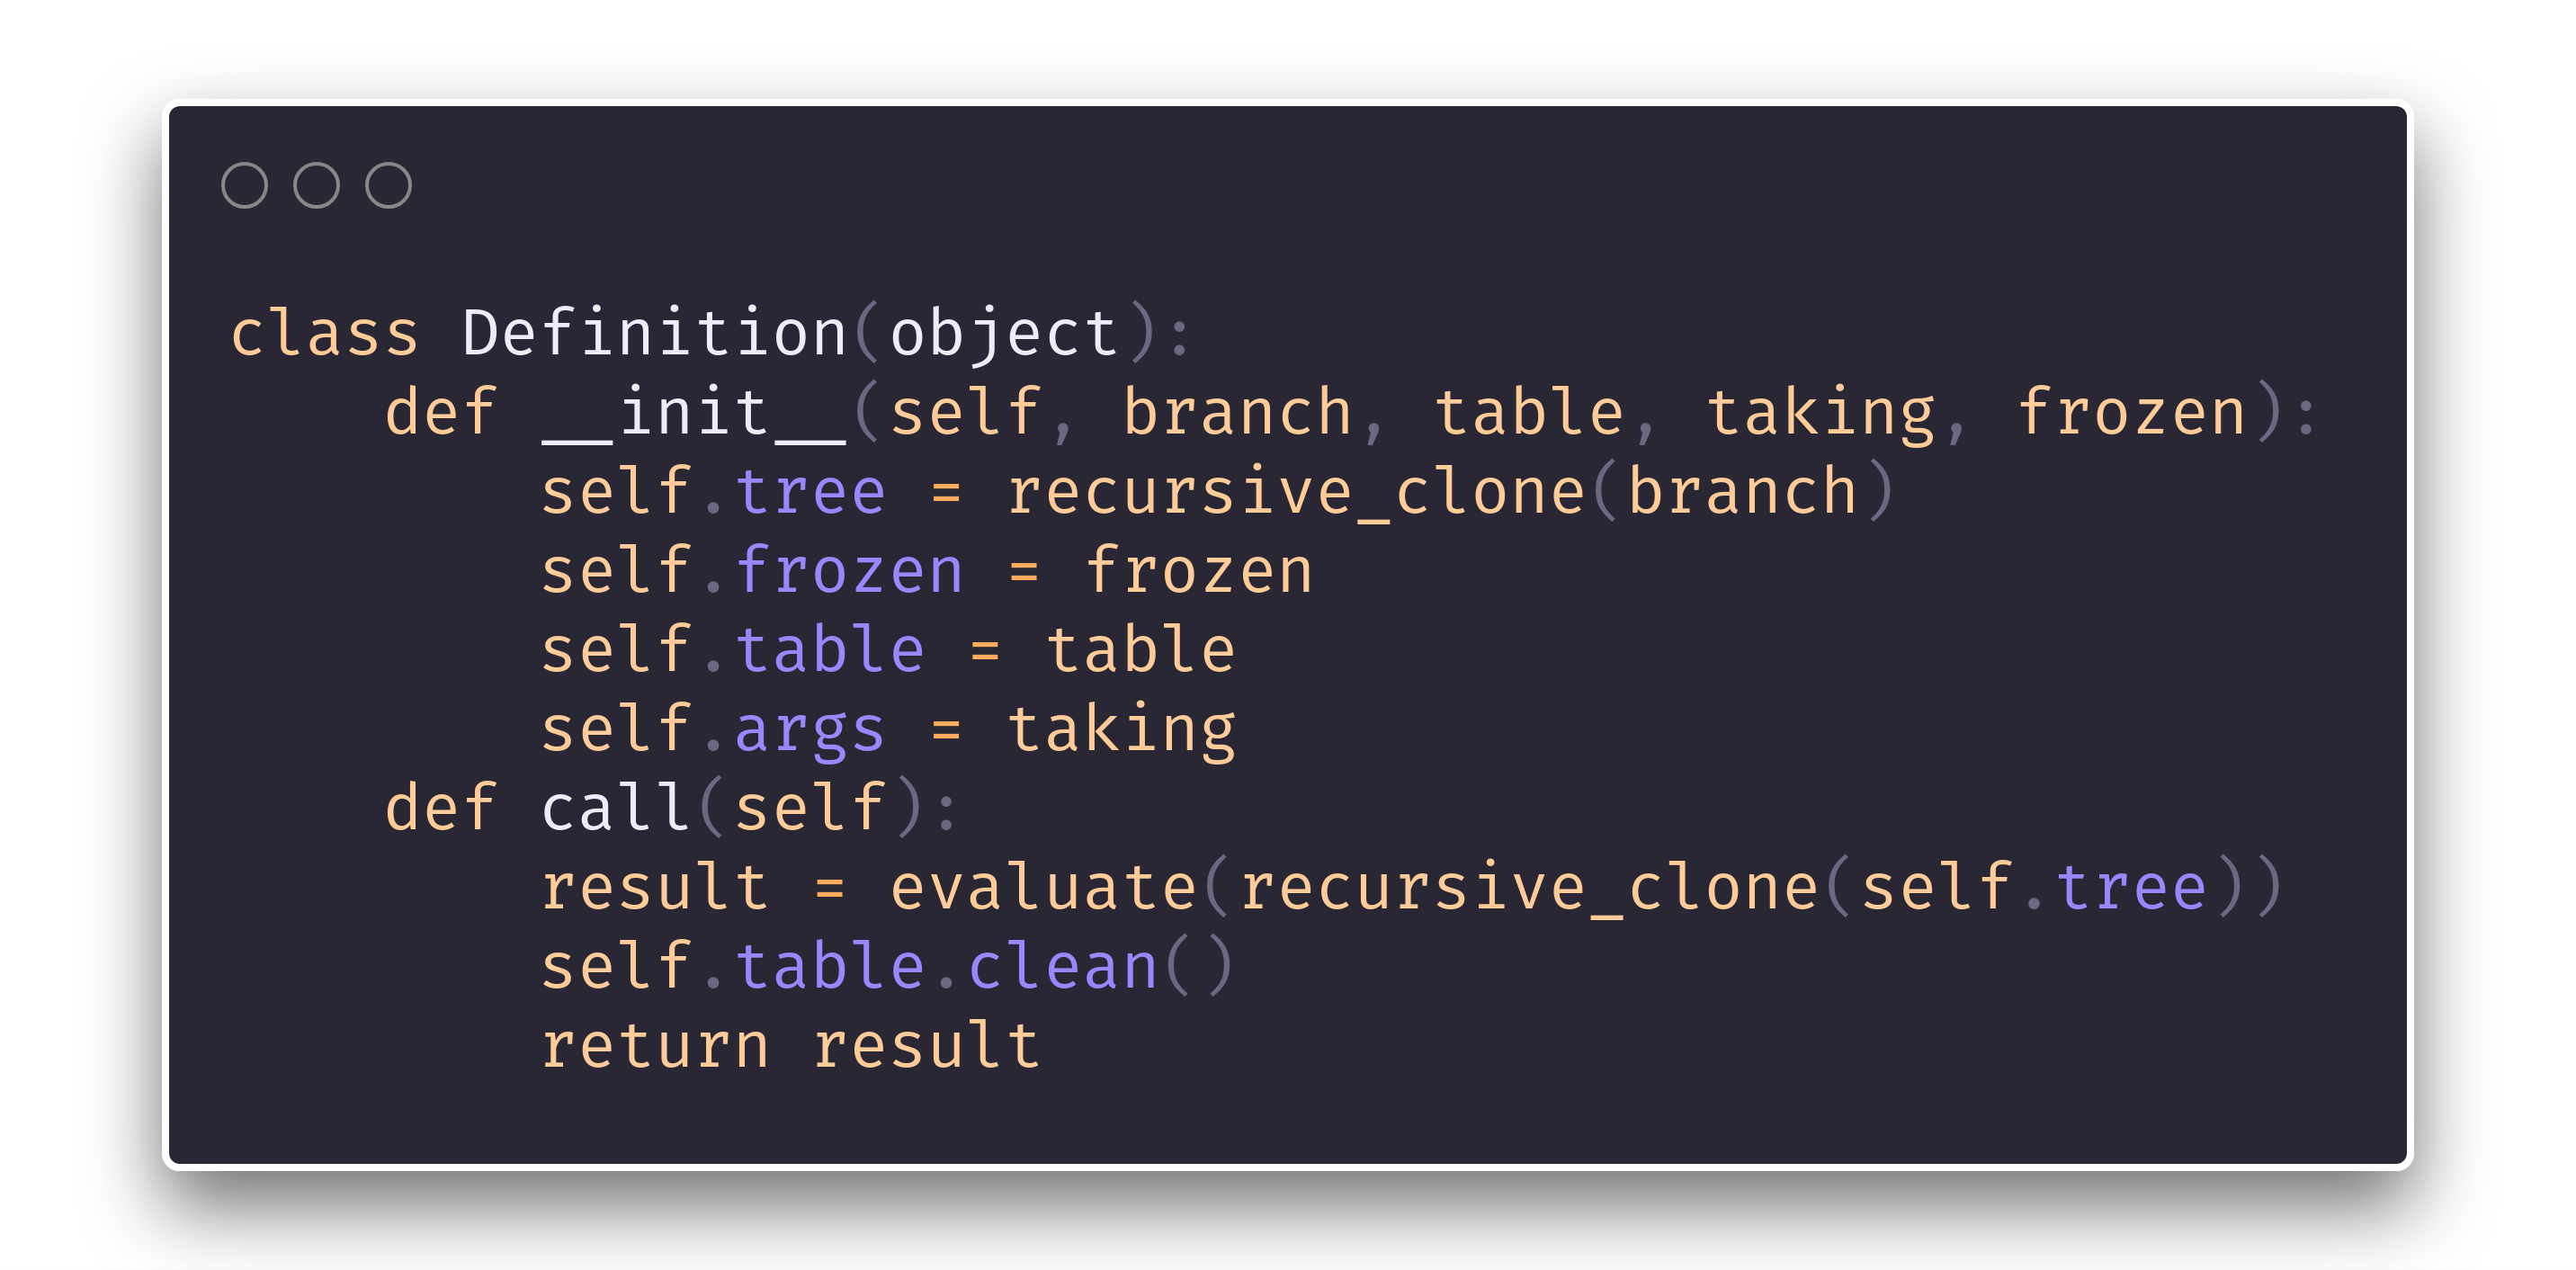 class Definition(object):
    def __init__(self, branch, table, taking, frozen):
        self.tree = recursive_clone(branch)
        self.frozen = frozen
        self.table = table
        self.args = taking
    def call(self):
        result = evaluate(recursive_clone(self.tree))
        self.table.clean()
        return result